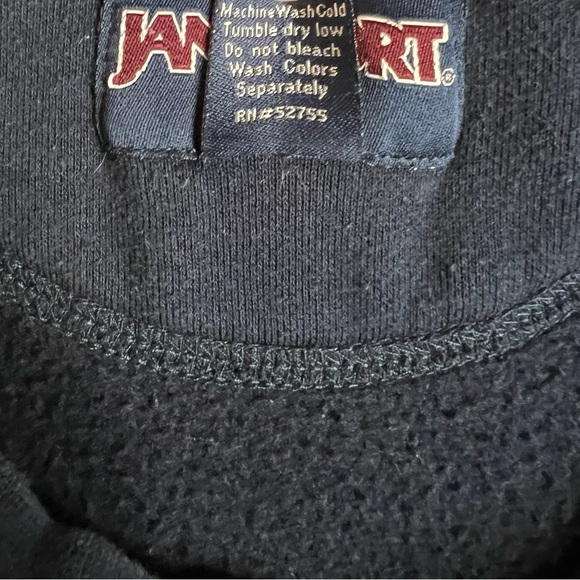 JAN RT®
MachineWashCold
Tumble dry low
Do not bleach
Wash Colors
Separately
RN#52755